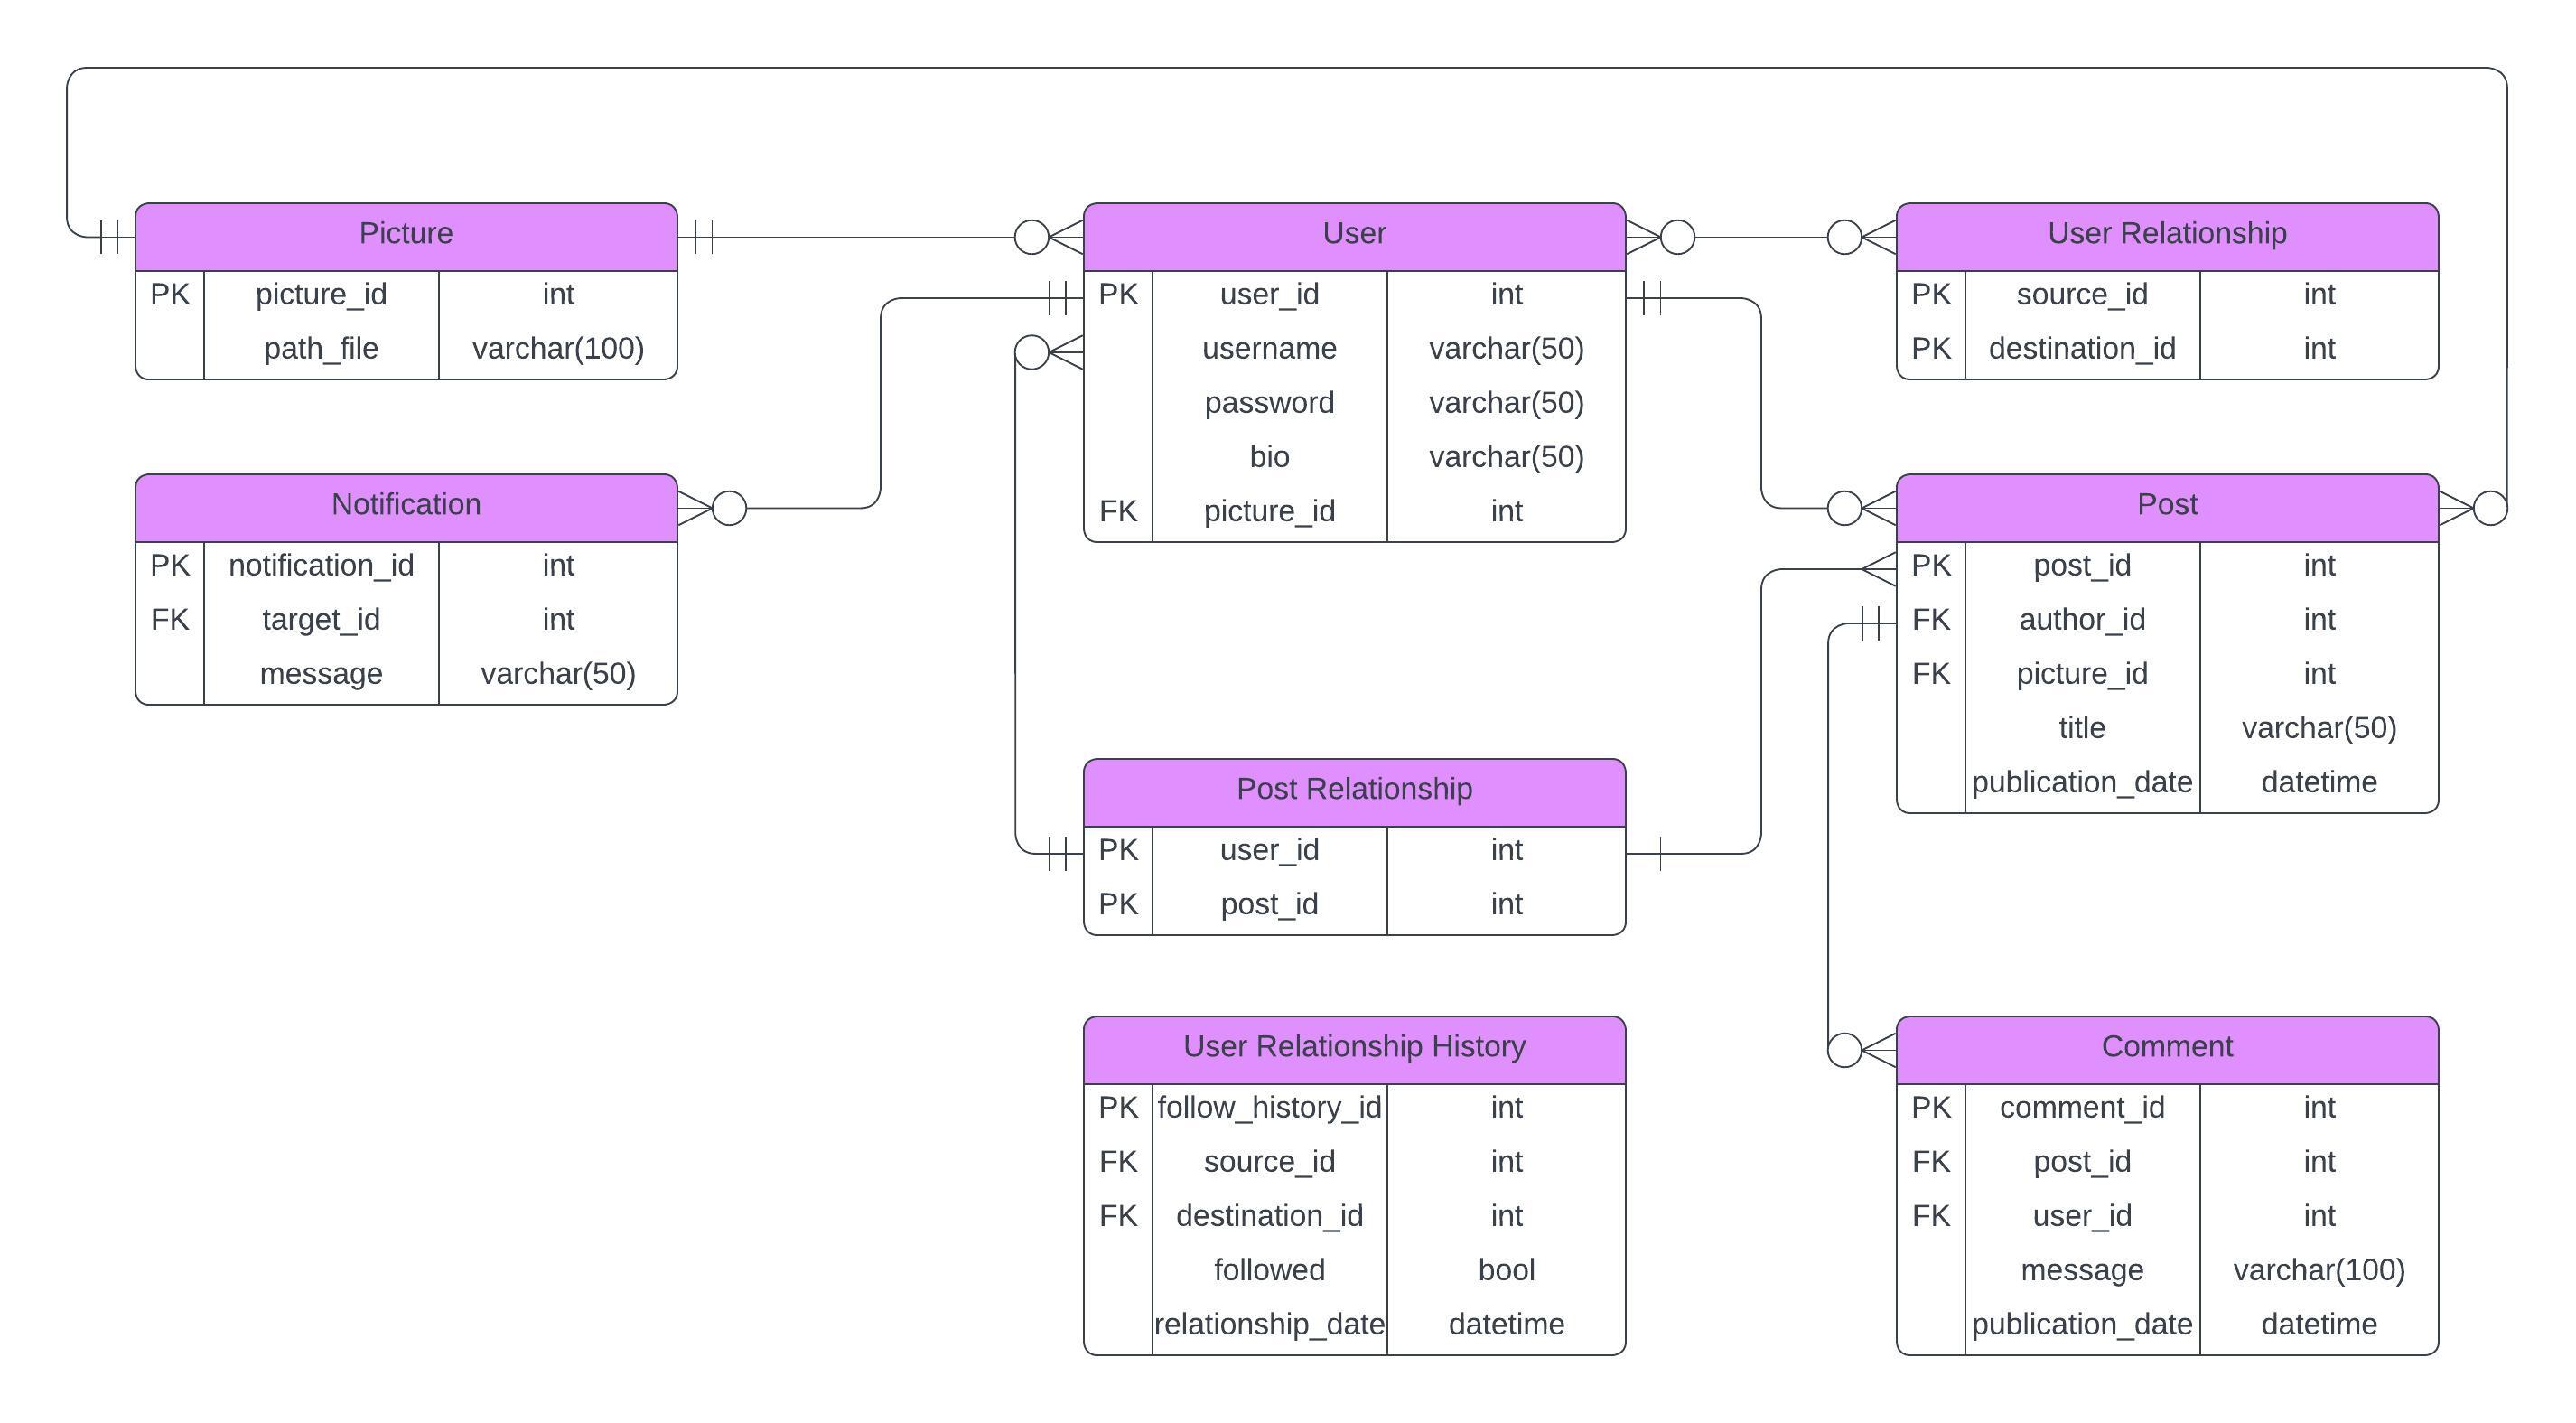 Picture
PK picture_id int
path_file varchar(100)
User
PK user_id int
username varchar(50)
password varchar(50)
bio varchar(50)
FK picture_id int
User Relationship
PK source_id int
PK destination_id int
Notification
PK notification_id int
FK target_id int
message varchar(50)
Post
PK post_id int
FK author_id int
FK picture_id int
title varchar(50)
publication_date datetime
Post Relationship
PK user_id int
PK post_id int
User Relationship History
PK follow_history_id int
FK source_id int
FK destination_id int
followed bool
relationship_date datetime
Comment
PK comment_id int
FK post_id int
FK user_id int
message varchar(100)
publication_date datetime